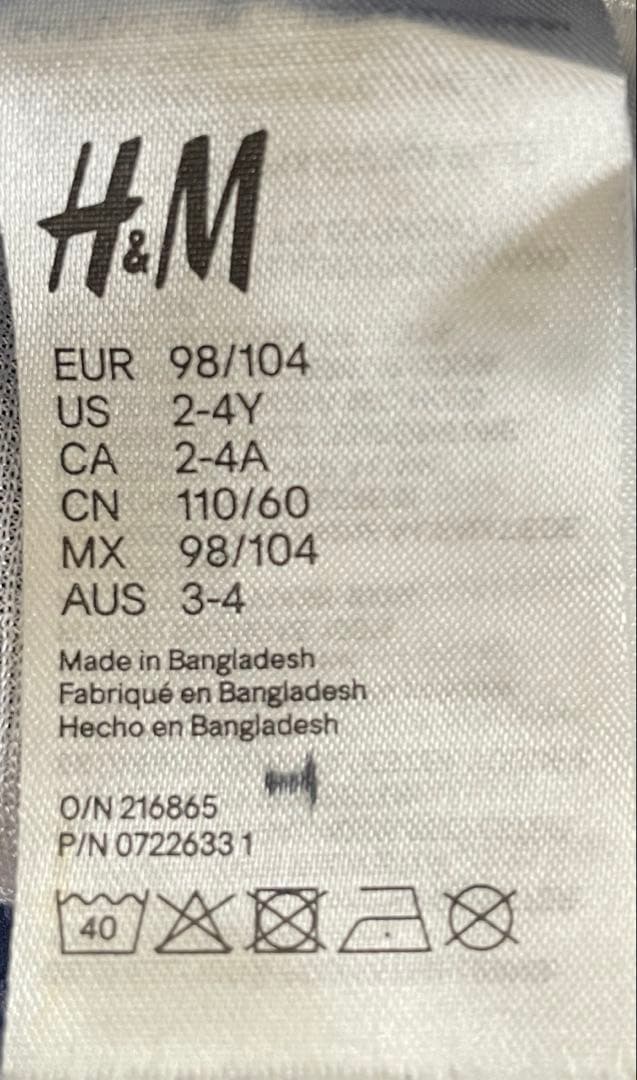 H&M
EUR 98/104
US 2-4Y
CA 2-4A
CN 110/60
MX 98/104
AUS 3-4
Made in Bangladesh
Fabriqué en Bangladesh
Hecho en Bangladesh
O/N 216865
P/N 0722633 1
40